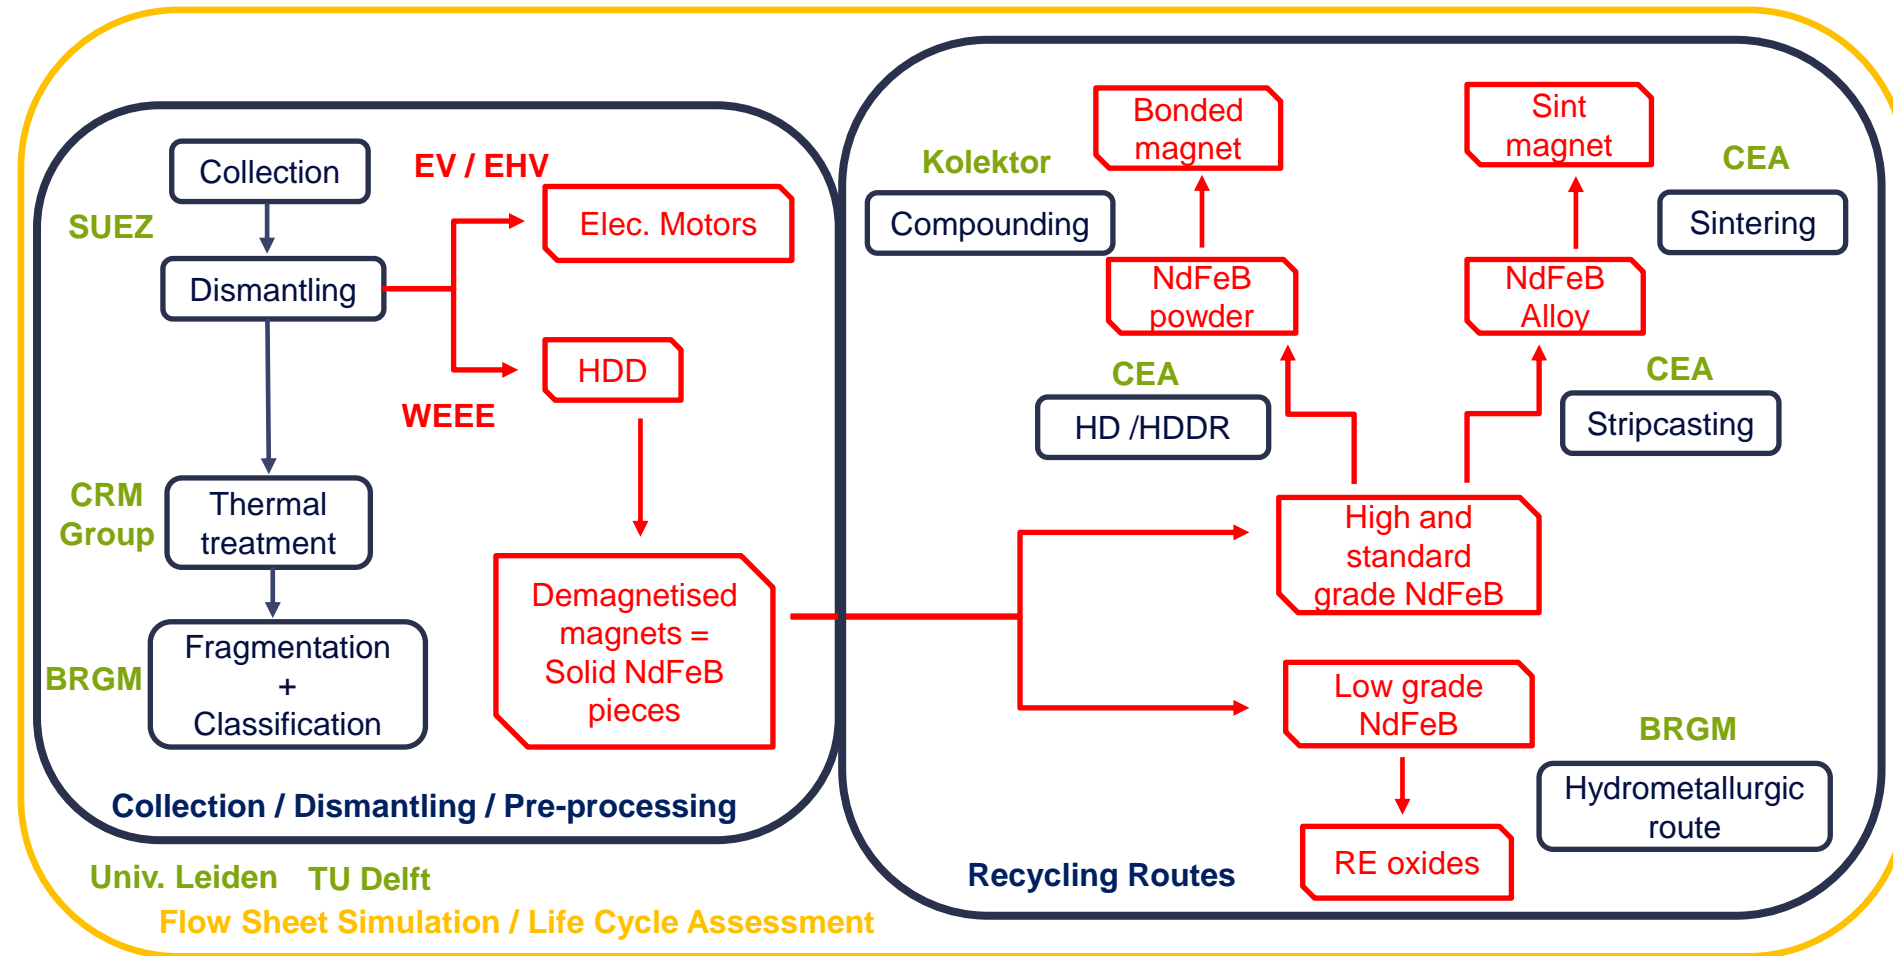 Collection
SUEZ
Dismantling
EV / EHV
Elec. Motors
HDD
WEEE
CRM
Group
Thermal
treatment
BRGM
Fragmentation
+
Classification
Demagnetised
magnets =
Solid NdFeB
pieces
Collection / Dismantling / Pre-processing
Kolektor
Compounding
Bonded
magnet
Sint
magnet
CEA
Sintering
NdFeB
powder
NdFeB
Alloy
CEA
HD /HDDR
CEA
Stripcasting
High and
standard
grade NdFeB
Low grade
NdFeB
BRGM
Hydrometallurgic
route
RE oxides
Recycling Routes
Univ. Leiden
TU Delft
Flow Sheet Simulation / Life Cycle Assessment